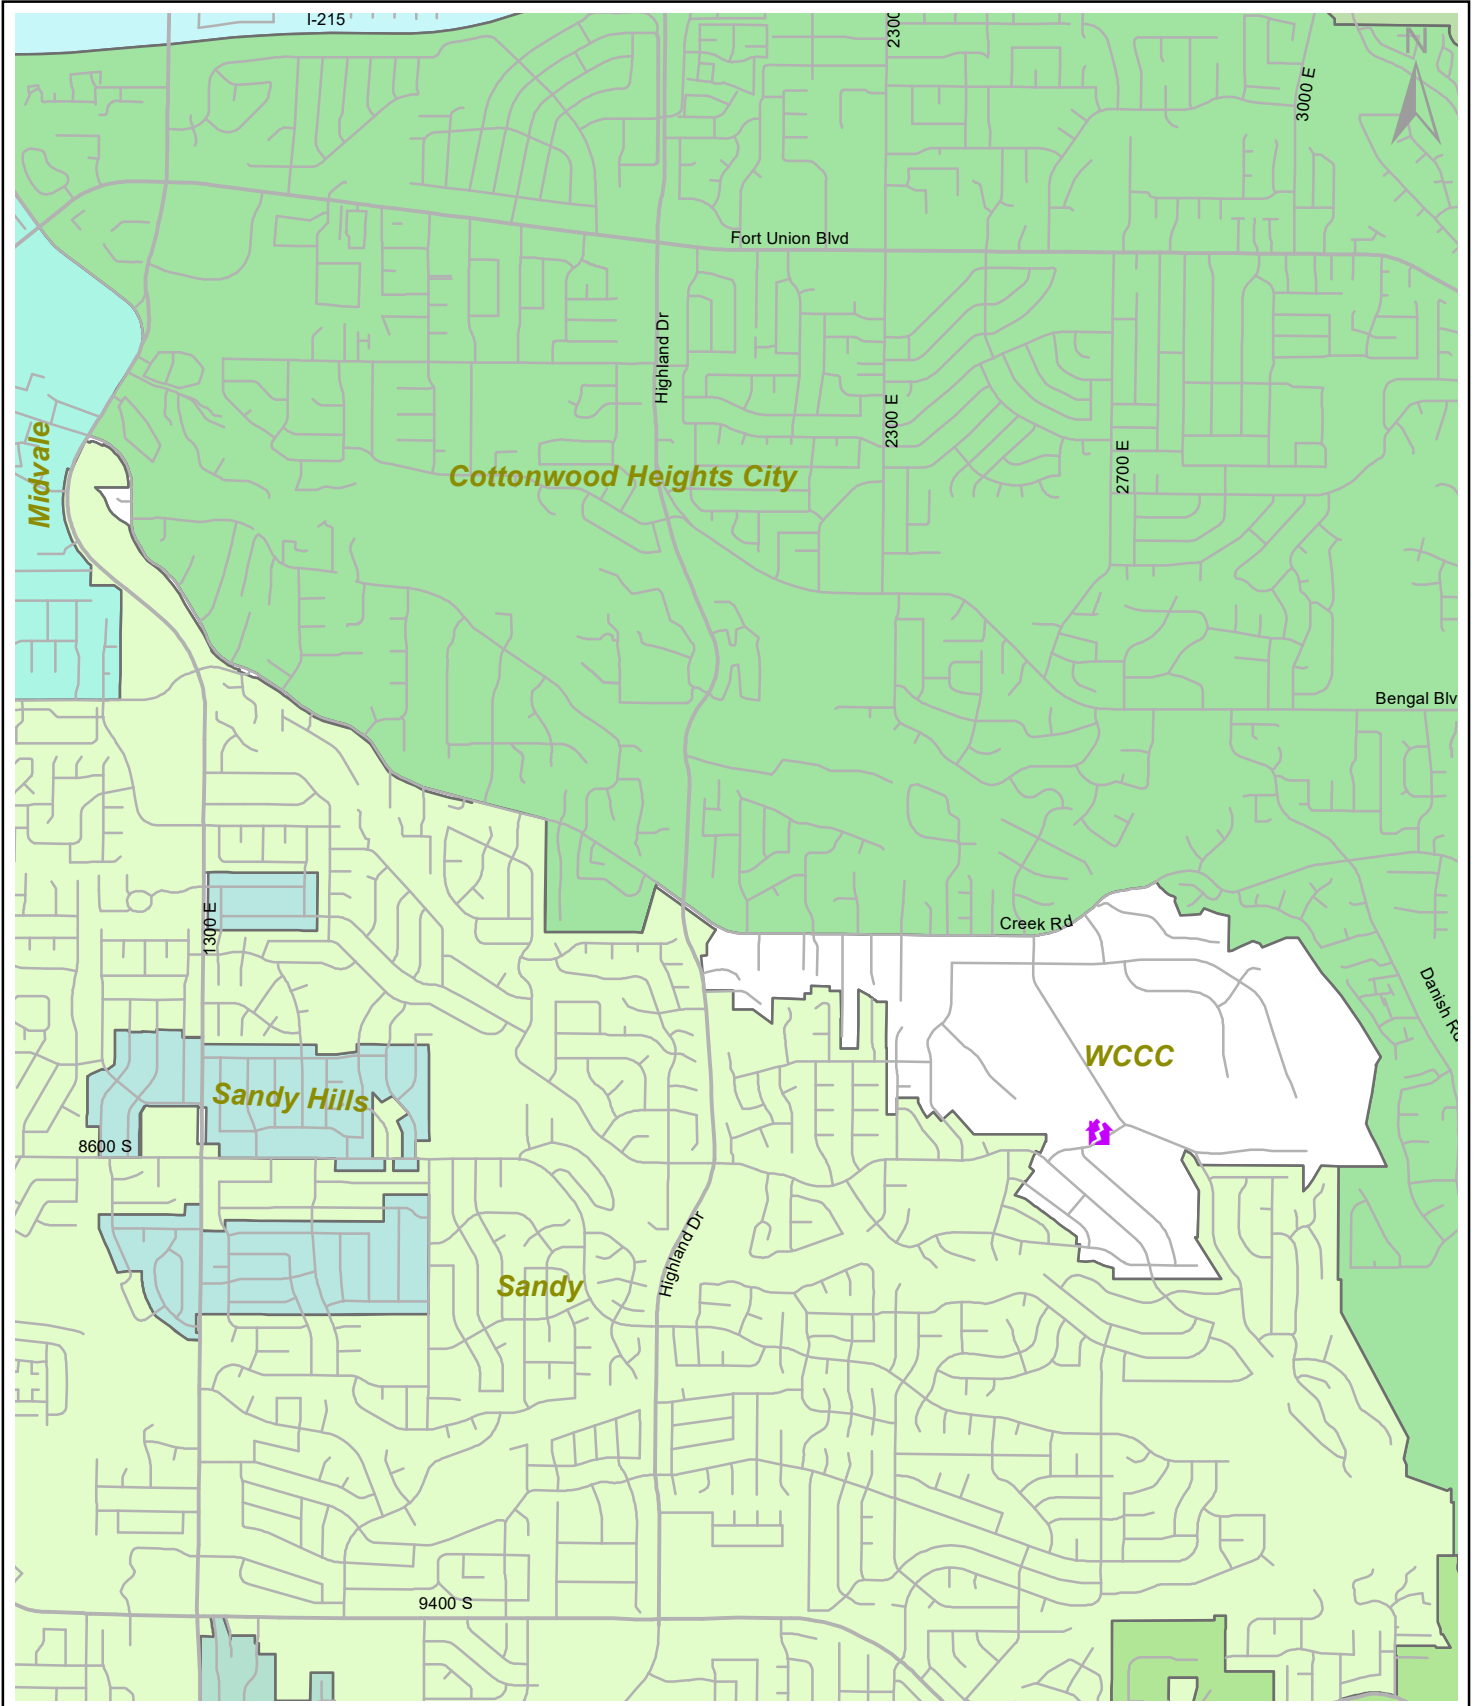 I-215
2300
N
3000 E
Fort Union Blvd
Highland Dr
2300 E
Midvale
2700 E
Cottonwood Heights City
Bengal Blv
1300 E
Creek Rd
Danish Rd
WCCC
Sandy Hills
8600 S
Highland Dr
Sandy
9400 S